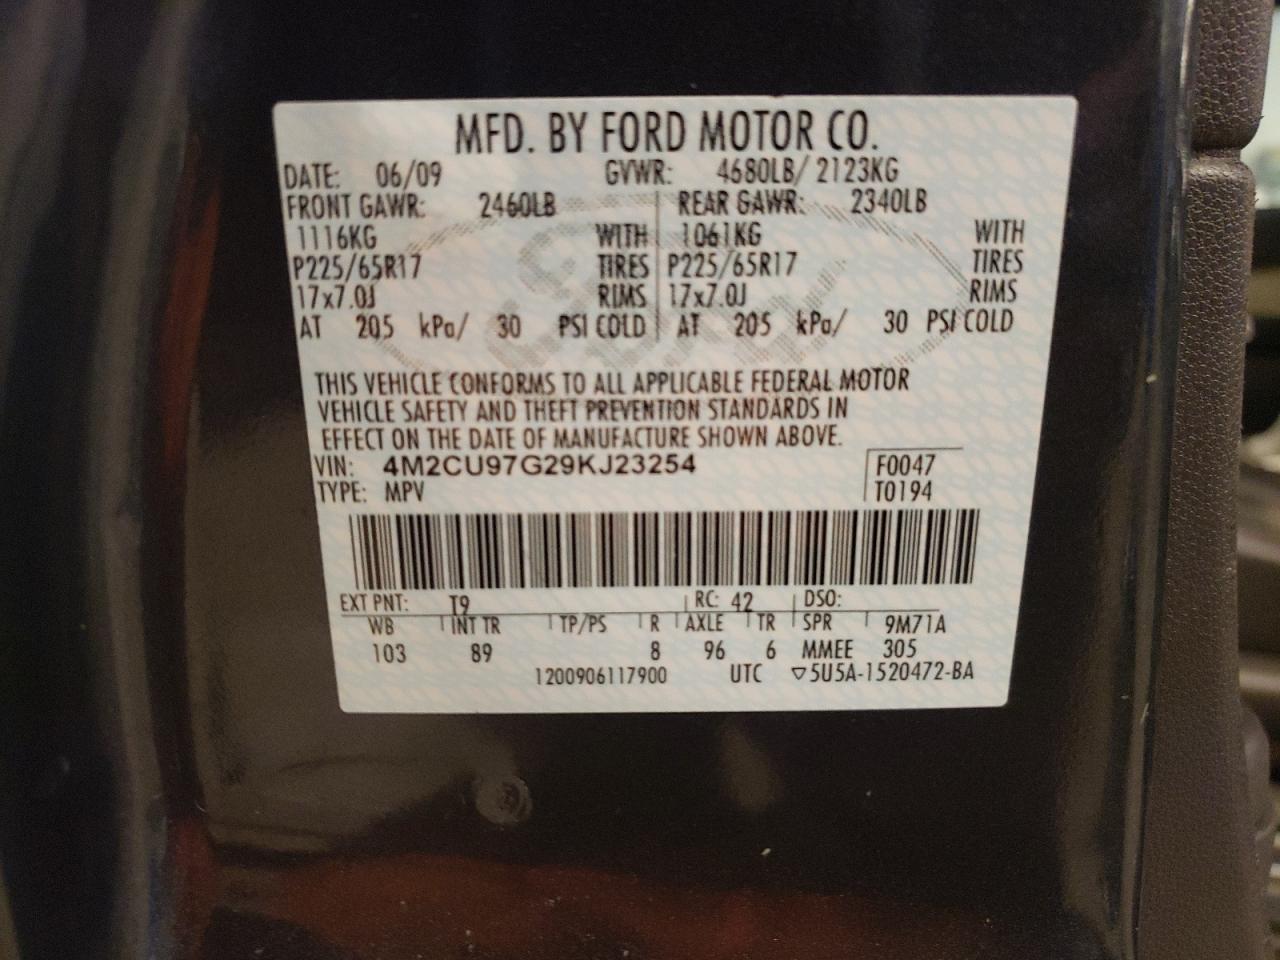 MFD. BY FORD MOTOR CO.
DATE: 06/09 GVWR: 4680LB/ 2123KG
FRONT GAWR: 2460LB REAR GAWR: 2340LB
1116KG WITH 1061KG WITH
P225/65R17 TIRES P225/65R17 TIRES
17x7.0J RIMS 17x7.0J RIMS
AT 205 kPa/ 30 PSI COLD AT 205 kPa/ 30 PSI COLD
THIS VEHICLE CONFORMS TO ALL APPLICABLE FEDERAL MOTOR
VEHICLE SAFETY AND THEFT PREVENTION STANDARDS IN
EFFECT ON THE DATE OF MANUFACTURE SHOWN ABOVE.
VIN: 4M2CU97G29KJ23254 F0047
TYPE: MPV T0194
EXT PNT: T9 RC: 42 DSO:
WB INT TR TP/PS R AXLE TR SPR 9M71A
103 89 8 96 6 MMEE 305
1200906117900 UTC ▽5U5A-1520472-BA